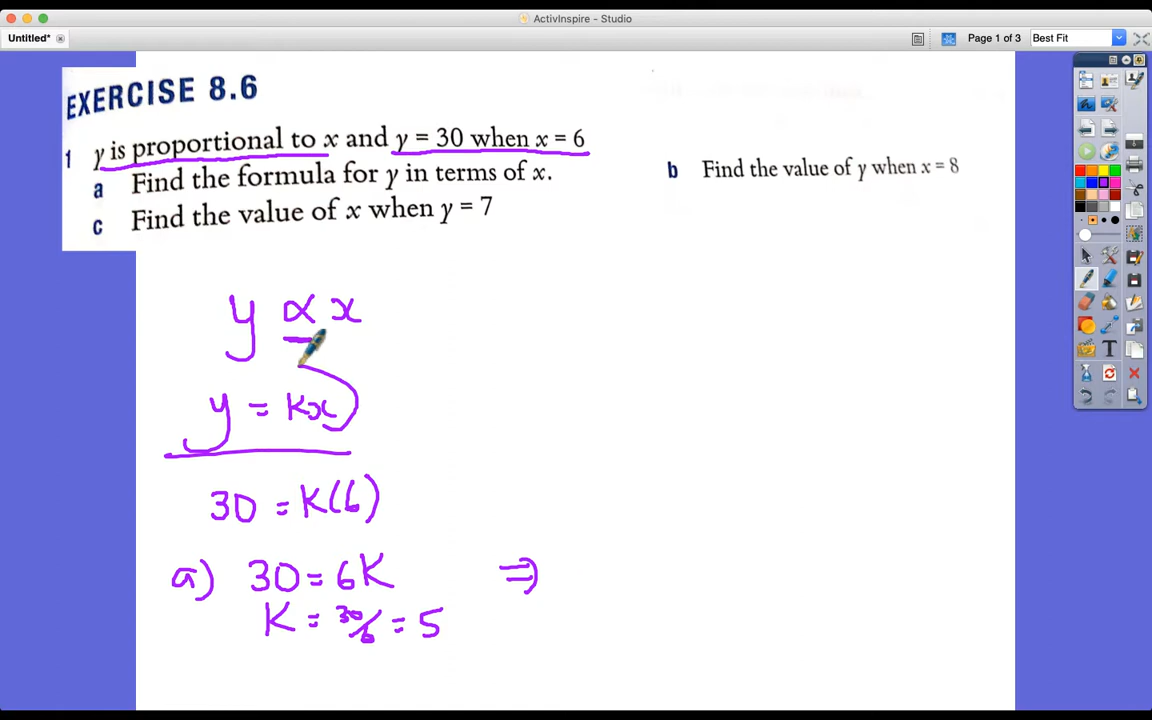 ActivInspire - Studio
Untitled*
Page 1 of 3
Best Fit
EXERCISE 8.6
1 y is proportional to x and y = 30 when x = 6
a Find the formula for y in terms of x.
b Find the value of y when x = 8
c Find the value of x when y = 7
y ∝ x
y = Kx
30 = K(6)
a) 30 = 6K ⇒
K = 30/6 = 5
T